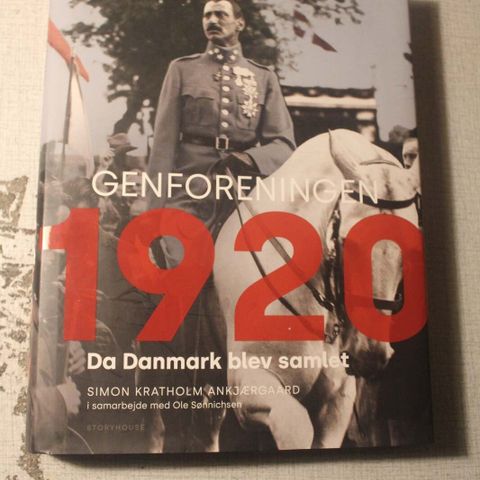 GENFORENINGEN
1920
Da Danmark blev samlet
SIMON KRATHOLM ANKJÆRGAARD
i samarbejde med Ole Sønnichsen
STORYHOUSE